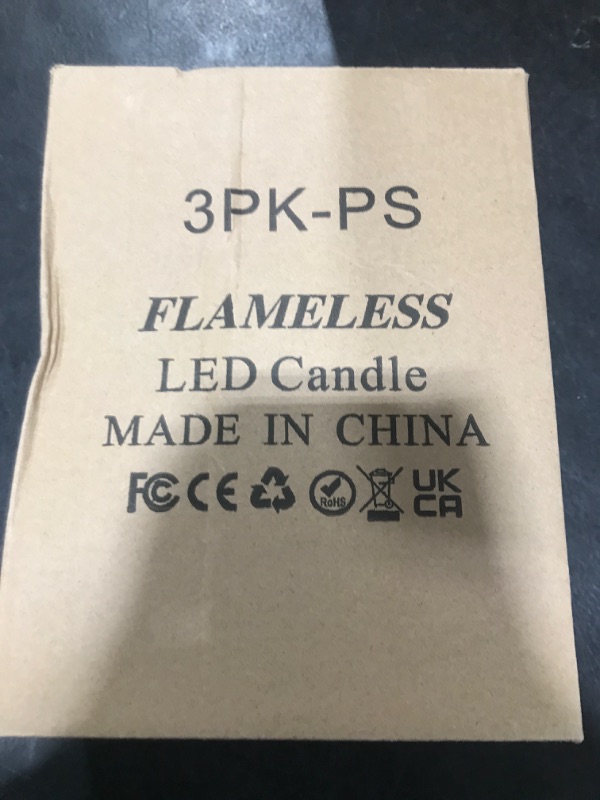 3PK-PS
FLAMELESS
LED Candle
MADE IN CHINA
FC CE RoHS UK CA